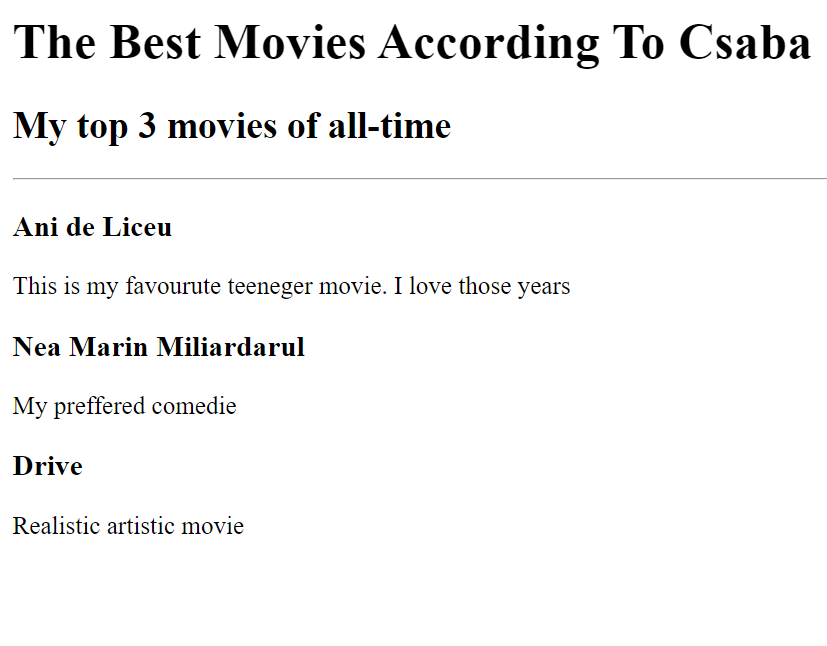 The Best Movies According To Csaba
My top 3 movies of all-time
Ani de Liceu
This is my favourute teeneger movie. I love those years
Nea Marin Miliardarul
My preffered comedie
Drive
Realistic artistic movie